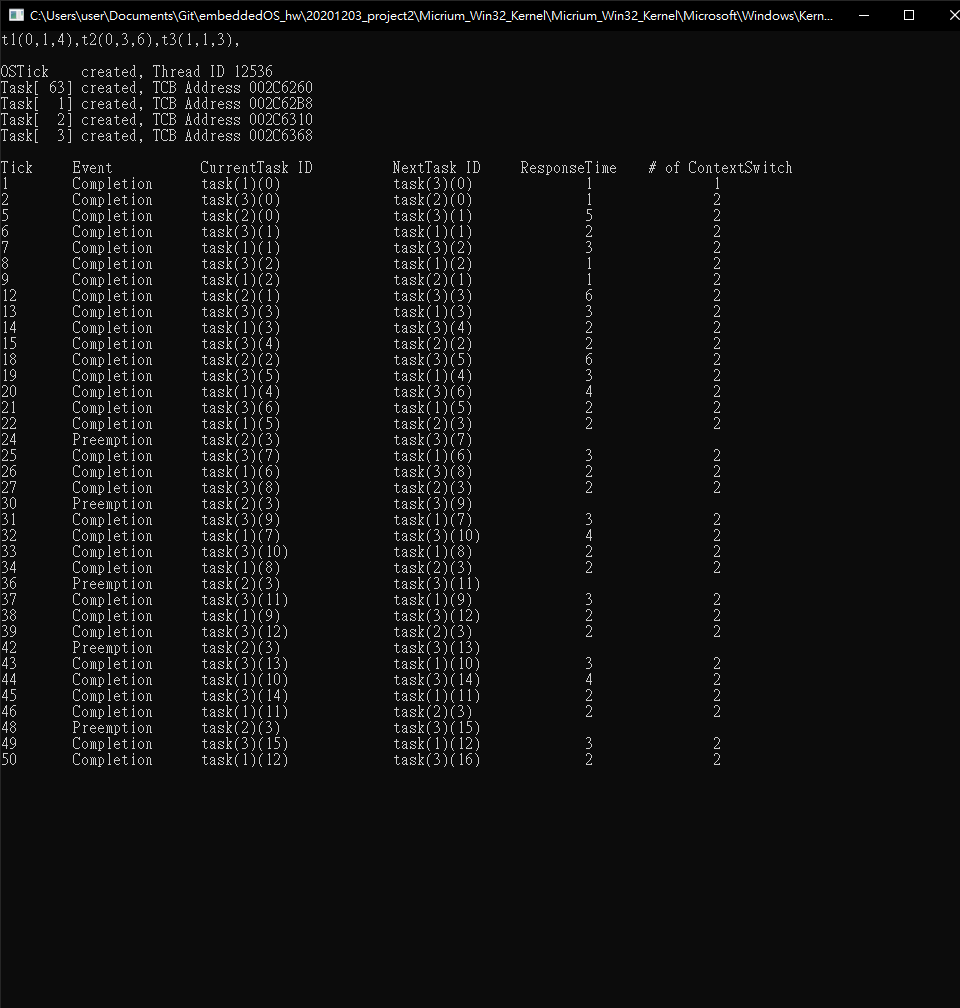 C:\Users\user\Documents\Git\embeddedOS_hw\20201203_project2\Micrium_Win32_Kernel\Micrium_Win32_Kernel\Microsoft\Windows\Kern...
t1(0,1,4),t2(0,3,6),t3(1,1,3),
OSTick    created, Thread ID 12536
Task[ 63] created, TCB Address 002C6260
Task[  1] created, TCB Address 002C62B8
Task[  2] created, TCB Address 002C6310
Task[  3] created, TCB Address 002C6368
Tick Event CurrentTask ID NextTask ID ResponseTime # of ContextSwitch
1 Completion task(1)(0) task(3)(0) 1 1
2 Completion task(3)(0) task(2)(0) 1 2
5 Completion task(2)(0) task(3)(1) 5 2
6 Completion task(3)(1) task(1)(1) 2 2
7 Completion task(1)(1) task(3)(2) 3 2
8 Completion task(3)(2) task(1)(2) 1 2
9 Completion task(1)(2) task(2)(1) 1 2
12 Completion task(2)(1) task(3)(3) 6 2
13 Completion task(3)(3) task(1)(3) 3 2
14 Completion task(1)(3) task(3)(4) 2 2
15 Completion task(3)(4) task(2)(2) 2 2
18 Completion task(2)(2) task(3)(5) 6 2
19 Completion task(3)(5) task(1)(4) 3 2
20 Completion task(1)(4) task(3)(6) 4 2
21 Completion task(3)(6) task(1)(5) 2 2
22 Completion task(1)(5) task(2)(3) 2 2
24 Preemption task(2)(3) task(3)(7)
25 Completion task(3)(7) task(1)(6) 3 2
26 Completion task(1)(6) task(3)(8) 2 2
27 Completion task(3)(8) task(2)(3) 2 2
30 Preemption task(2)(3) task(3)(9)
31 Completion task(3)(9) task(1)(7) 3 2
32 Completion task(1)(7) task(3)(10) 4 2
33 Completion task(3)(10) task(1)(8) 2 2
34 Completion task(1)(8) task(2)(3) 2 2
36 Preemption task(2)(3) task(3)(11)
37 Completion task(3)(11) task(1)(9) 3 2
38 Completion task(1)(9) task(3)(12) 2 2
39 Completion task(3)(12) task(2)(3) 2 2
42 Preemption task(2)(3) task(3)(13)
43 Completion task(3)(13) task(1)(10) 3 2
44 Completion task(1)(10) task(3)(14) 4 2
45 Completion task(3)(14) task(1)(11) 2 2
46 Completion task(1)(11) task(2)(3) 2 2
48 Preemption task(2)(3) task(3)(15)
49 Completion task(3)(15) task(1)(12) 3 2
50 Completion task(1)(12) task(3)(16) 2 2